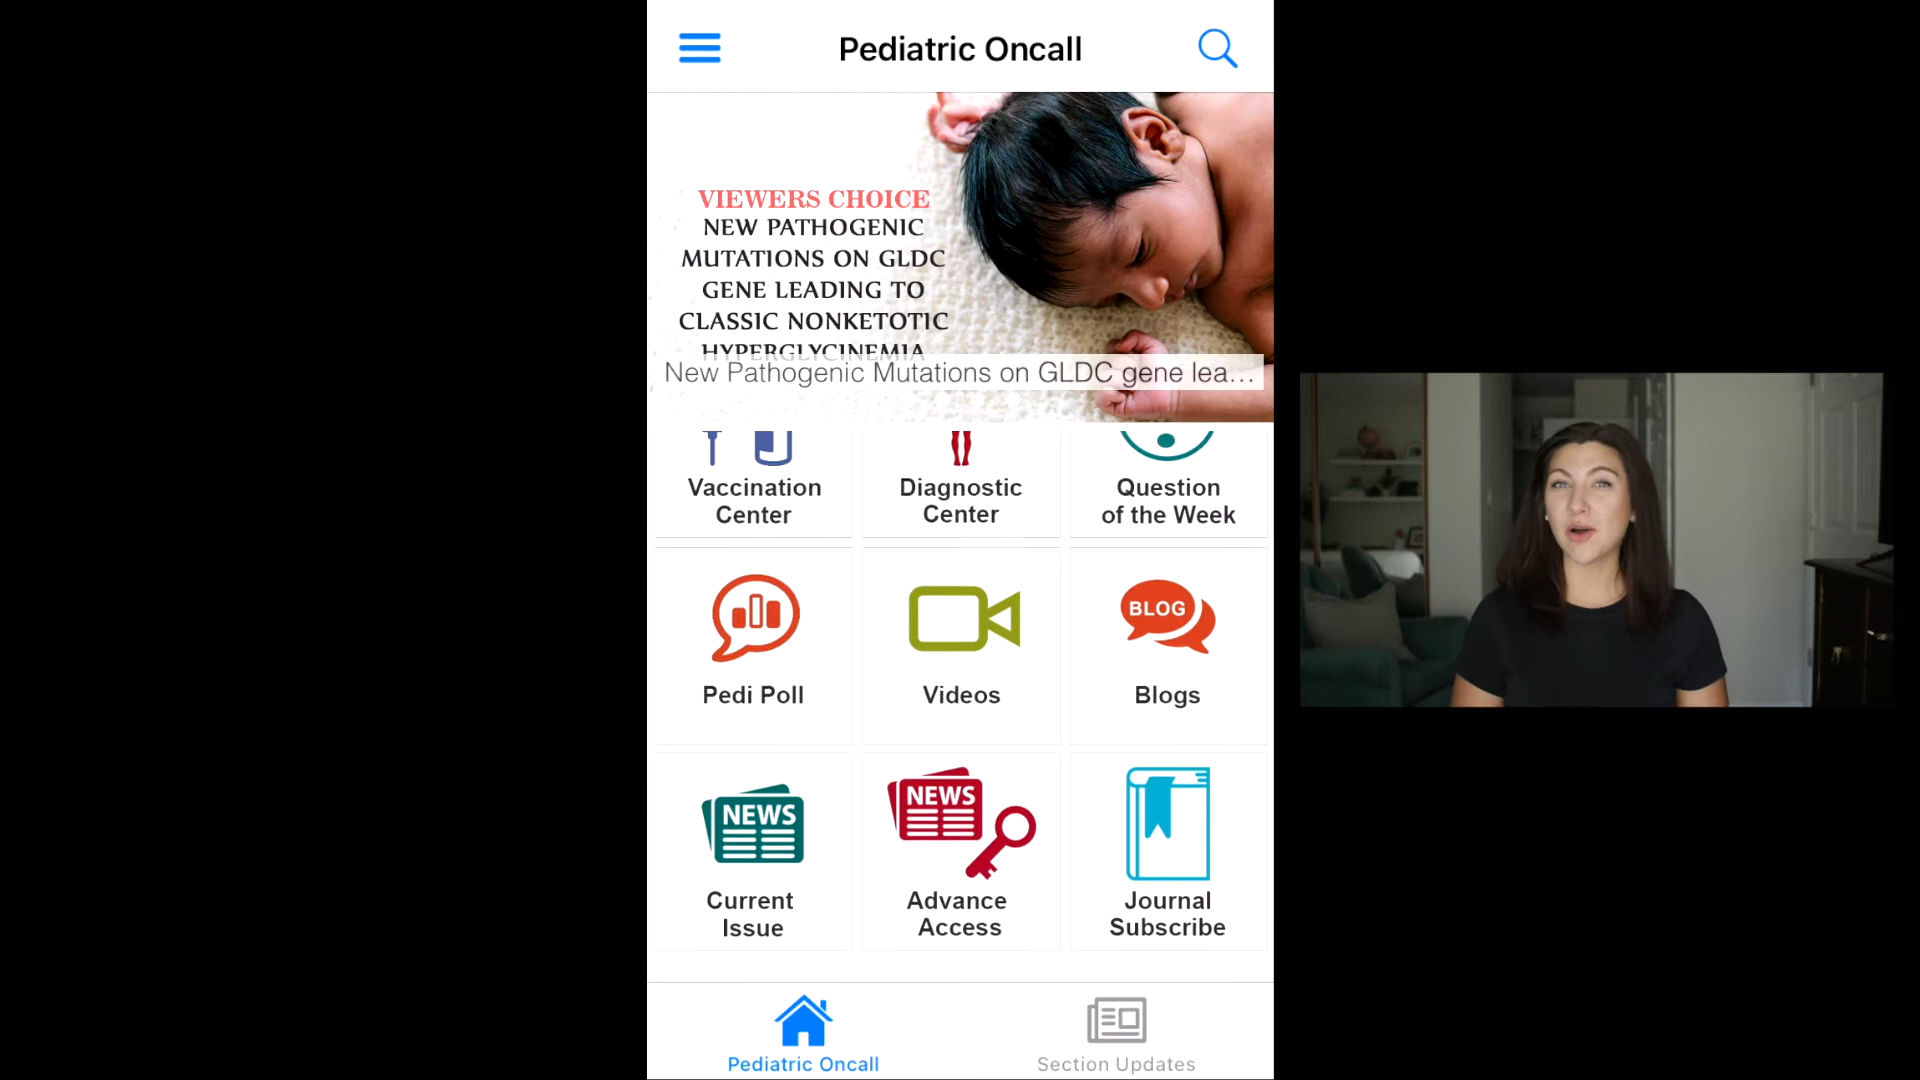 Pediatric Oncall
VIEWERS CHOICE
NEW PATHOGENIC
MUTATIONS ON GLDC
GENE LEADING TO
CLASSIC NONKETOTIC
HYPERGLYCINEMIA
New Pathogenic Mutations on GLDC gene lea...
Vaccination
Center
Diagnostic
Center
Question
of the Week
Pedi Poll
Videos
BLOG
Blogs
NEWS
Current
Issue
NEWS
Advance
Access
Journal
Subscribe
Pediatric Oncall
Section Updates